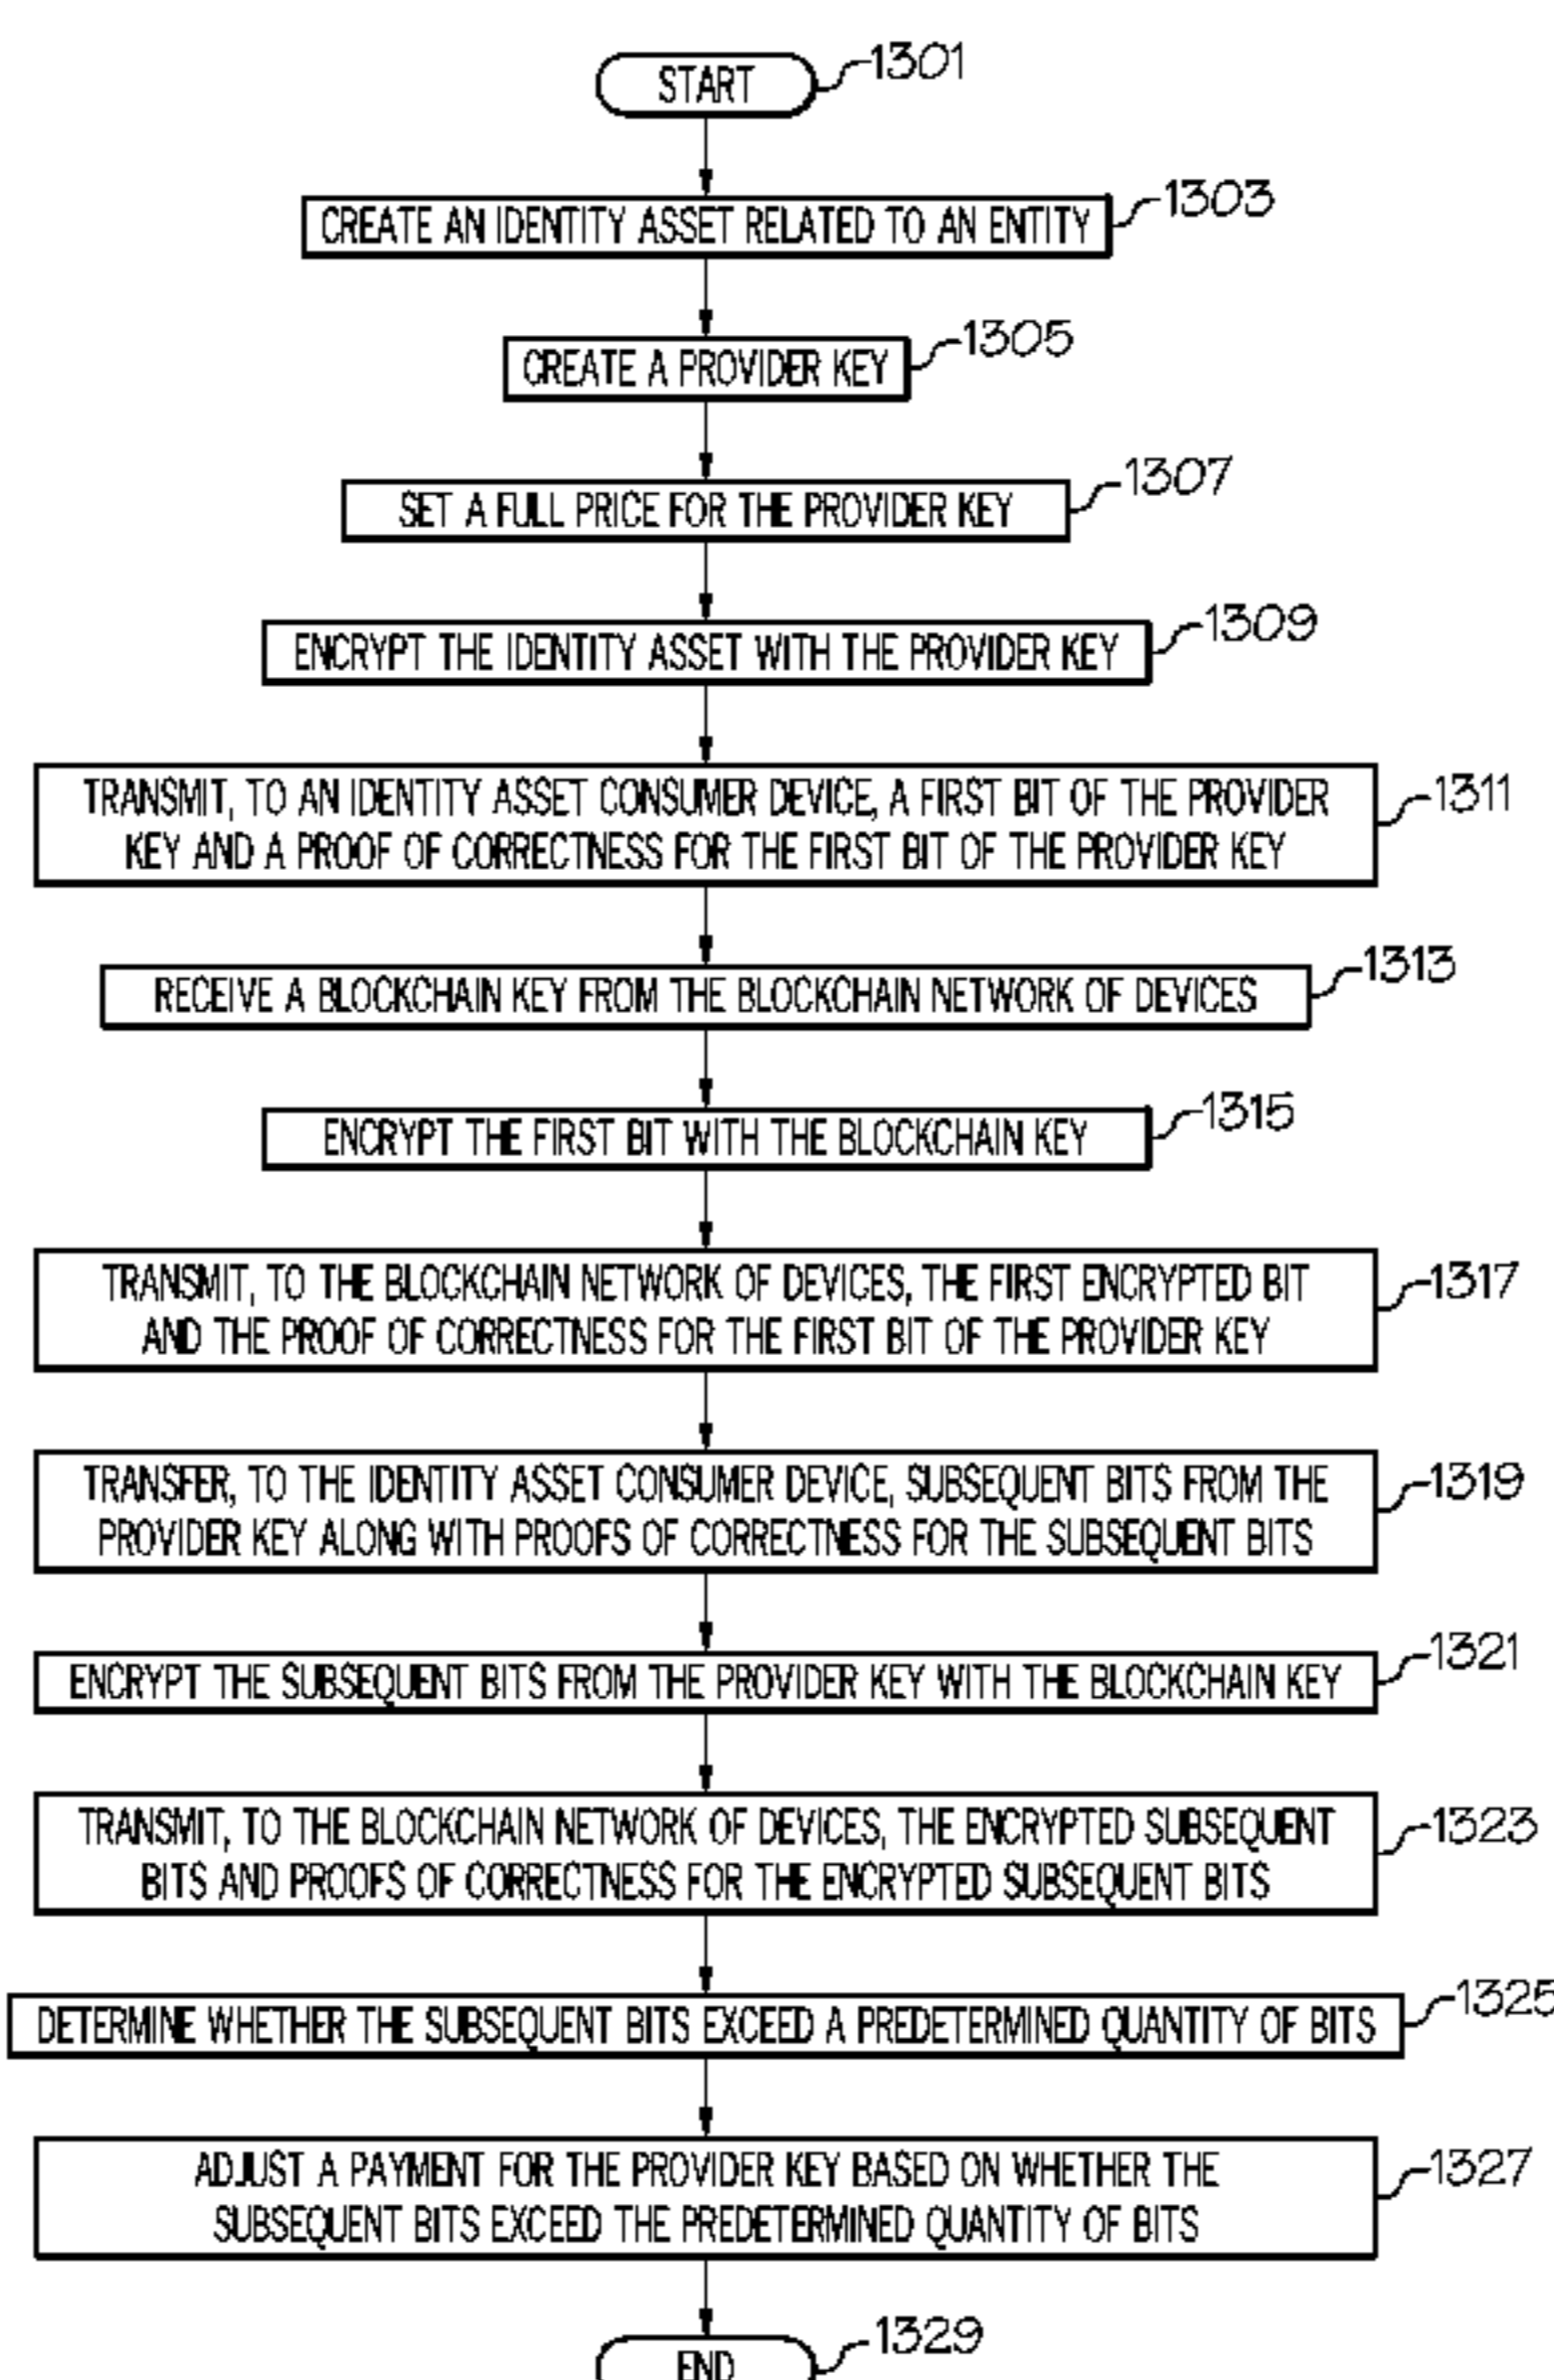 START
1301
CREATE AN IDENTITY ASSET RELATED TO AN ENTITY
1303
CREATE A PROVIDER KEY
1305
SET A FULL PRICE FOR THE PROVIDER KEY
1307
ENCRYPT THE IDENTITY ASSET WITH THE PROVIDER KEY
1309
TRANSMIT, TO AN IDENTITY ASSET CONSUMER DEVICE, A FIRST BIT OF THE PROVIDER
KEY AND A PROOF OF CORRECTNESS FOR THE FIRST BIT OF THE PROVIDER KEY
1311
RECEIVE A BLOCKCHAIN KEY FROM THE BLOCKCHAIN NETWORK OF DEVICES
1313
ENCRYPT THE FIRST BIT WITH THE BLOCKCHAIN KEY
1315
TRANSMIT, TO THE BLOCKCHAIN NETWORK OF DEVICES, THE FIRST ENCRYPTED BIT
AND THE PROOF OF CORRECTNESS FOR THE FIRST BIT OF THE PROVIDER KEY
1317
TRANSFER, TO THE IDENTITY ASSET CONSUMER DEVICE, SUBSEQUENT BITS FROM THE
PROVIDER KEY ALONG WITH PROOFS OF CORRECTNESS FOR THE SUBSEQUENT BITS
1319
ENCRYPT THE SUBSEQUENT BITS FROM THE PROVIDER KEY WITH THE BLOCKCHAIN KEY
1321
TRANSMIT, TO THE BLOCKCHAIN NETWORK OF DEVICES, THE ENCRYPTED SUBSEQUENT
BITS AND PROOFS OF CORRECTNESS FOR THE ENCRYPTED SUBSEQUENT BITS
1323
DETERMINE WHETHER THE SUBSEQUENT BITS EXCEED A PREDETERMINED QUANTITY OF BITS
1325
ADJUST A PAYMENT FOR THE PROVIDER KEY BASED ON WHETHER THE
SUBSEQUENT BITS EXCEED THE PREDETERMINED QUANTITY OF BITS
1327
END
1329